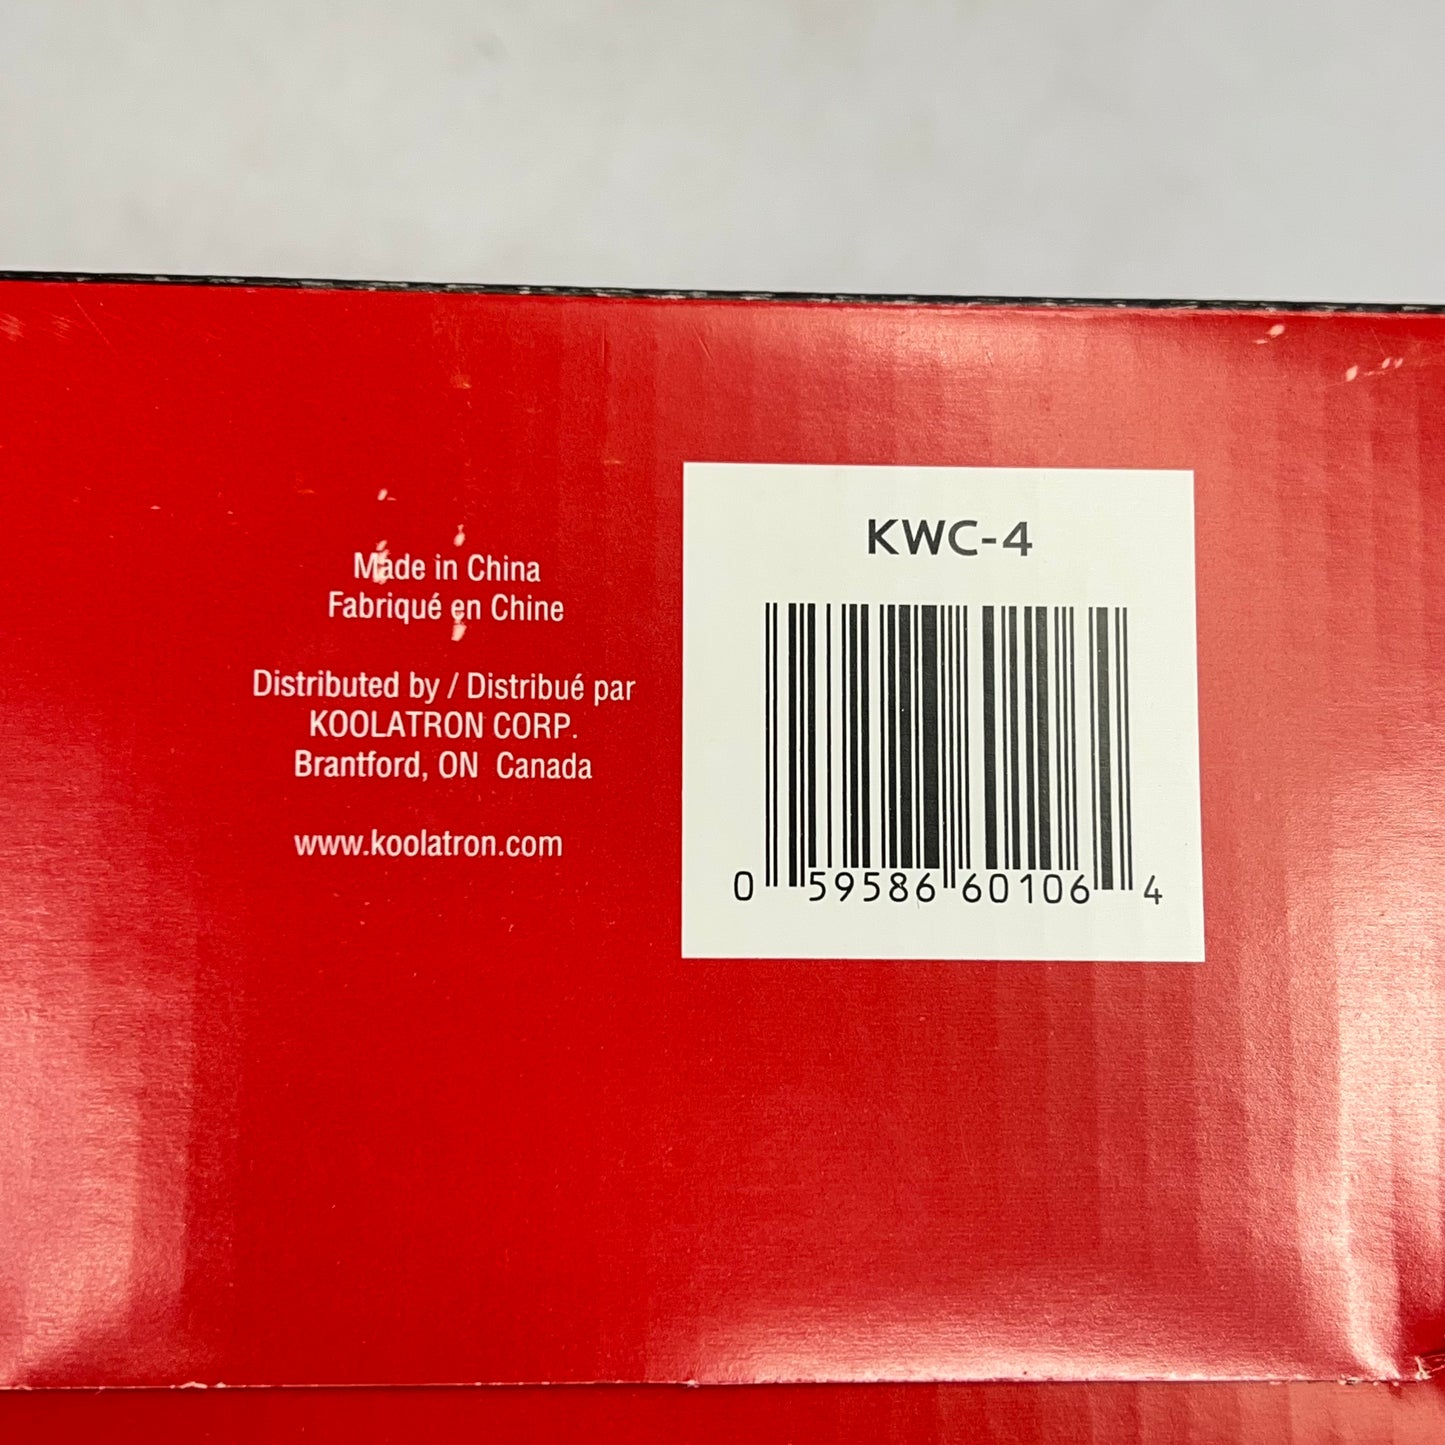 Made in China
Fabriqué en Chine
Distributed by / Distribué par
KOOLATRON CORP.
Brantford, ON Canada
www.koolatron.com
KWC-4
0 59586 60106 4